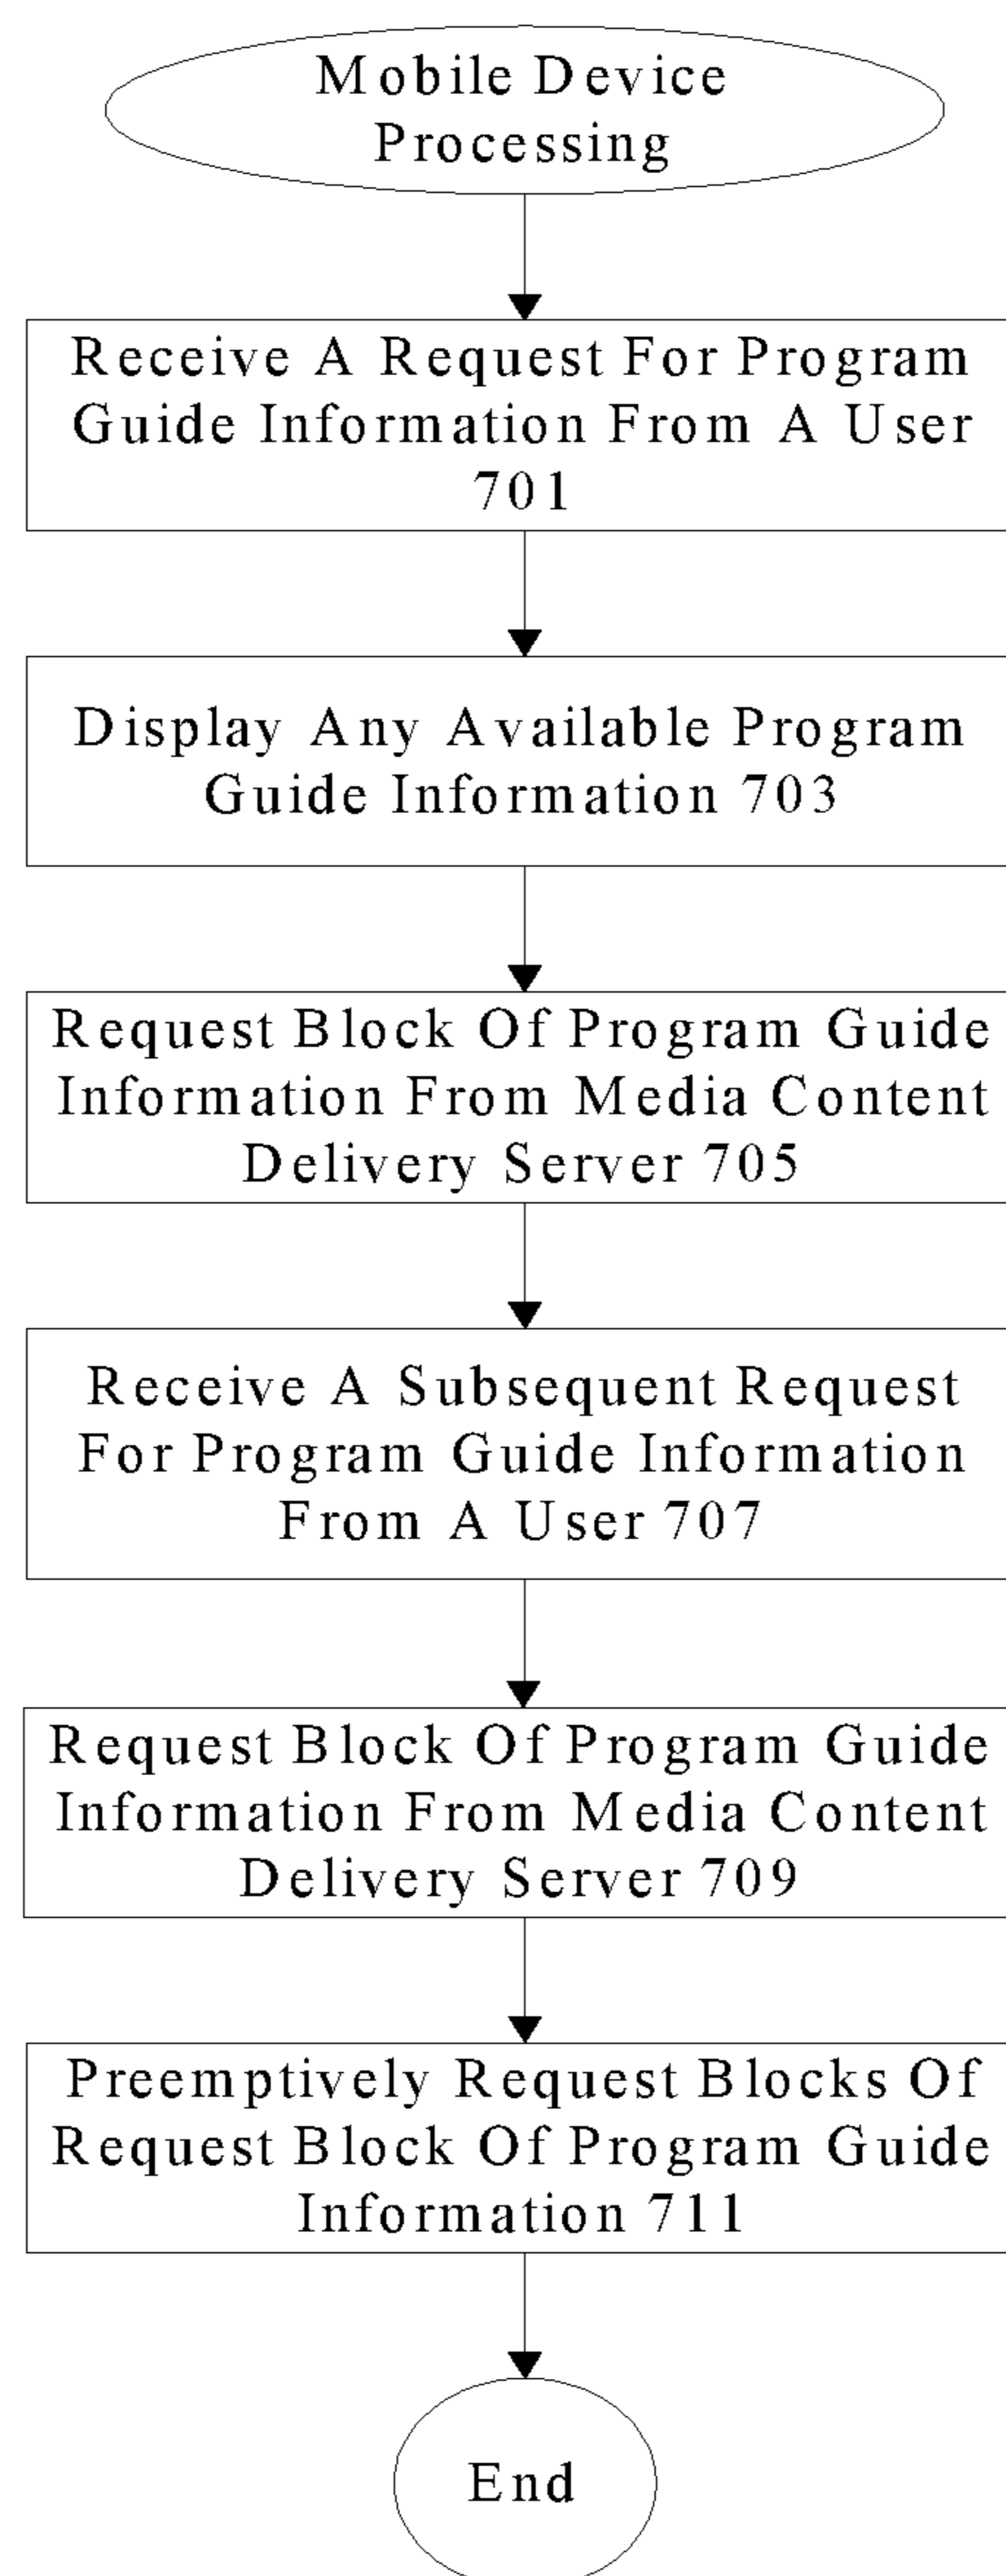 Mobile Device
Processing
Receive A Request For Program
Guide Information From A User
701
Display Any Available Program
Guide Information 703
Request Block Of Program Guide
Information From Media Content
Delivery Server 705
Receive A Subsequent Request
For Program Guide Information
From A User 707
Request Block Of Program Guide
Information From Media Content
Delivery Server 709
Preemptively Request Blocks Of
Request Block Of Program Guide
Information 711
End